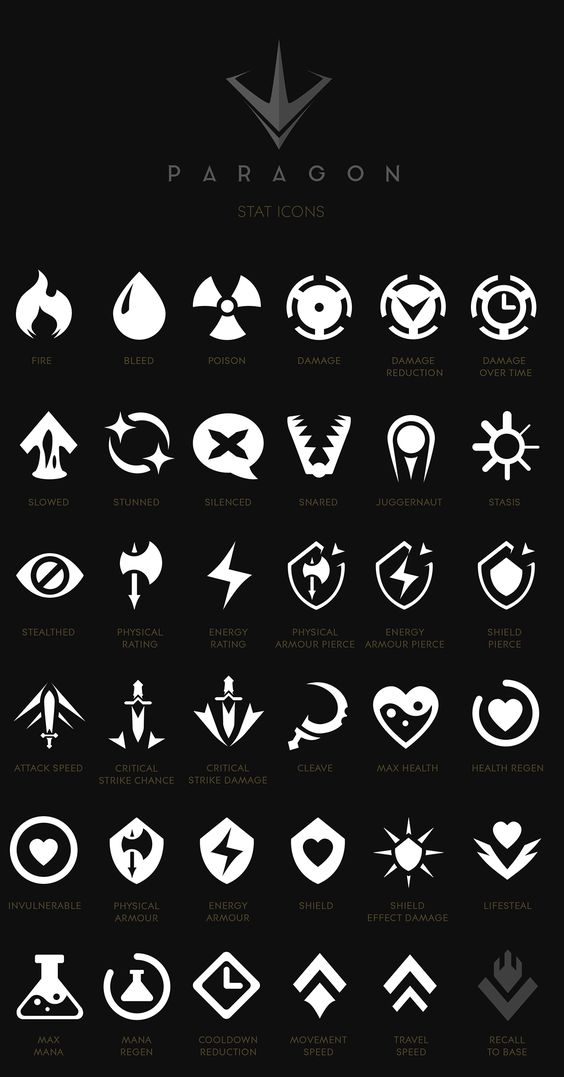 PARAGON
STAT ICONS
FIRE
BLEED
POISON
DAMAGE
DAMAGE
REDUCTION
DAMAGE
OVER TIME
SLOWED
STUNNED
SILENCED
SNARED
JUGGERNAUT
STASIS
STEALTHED
PHYSICAL
RATING
ENERGY
RATING
PHYSICAL
ARMOUR PIERCE
ENERGY
ARMOUR PIERCE
SHIELD
PIERCE
ATTACK SPEED
CRITICAL
STRIKE CHANCE
CRITICAL
STRIKE DAMAGE
CLEAVE
MAX HEALTH
HEALTH REGEN
INVULNERABLE
PHYSICAL
ARMOUR
ENERGY
ARMOUR
SHIELD
SHIELD
EFFECT DAMAGE
LIFESTEAL
MAX
MANA
MANA
REGEN
COOLDOWN
REDUCTION
MOVEMENT
SPEED
TRAVEL
SPEED
RECALL
TO BASE